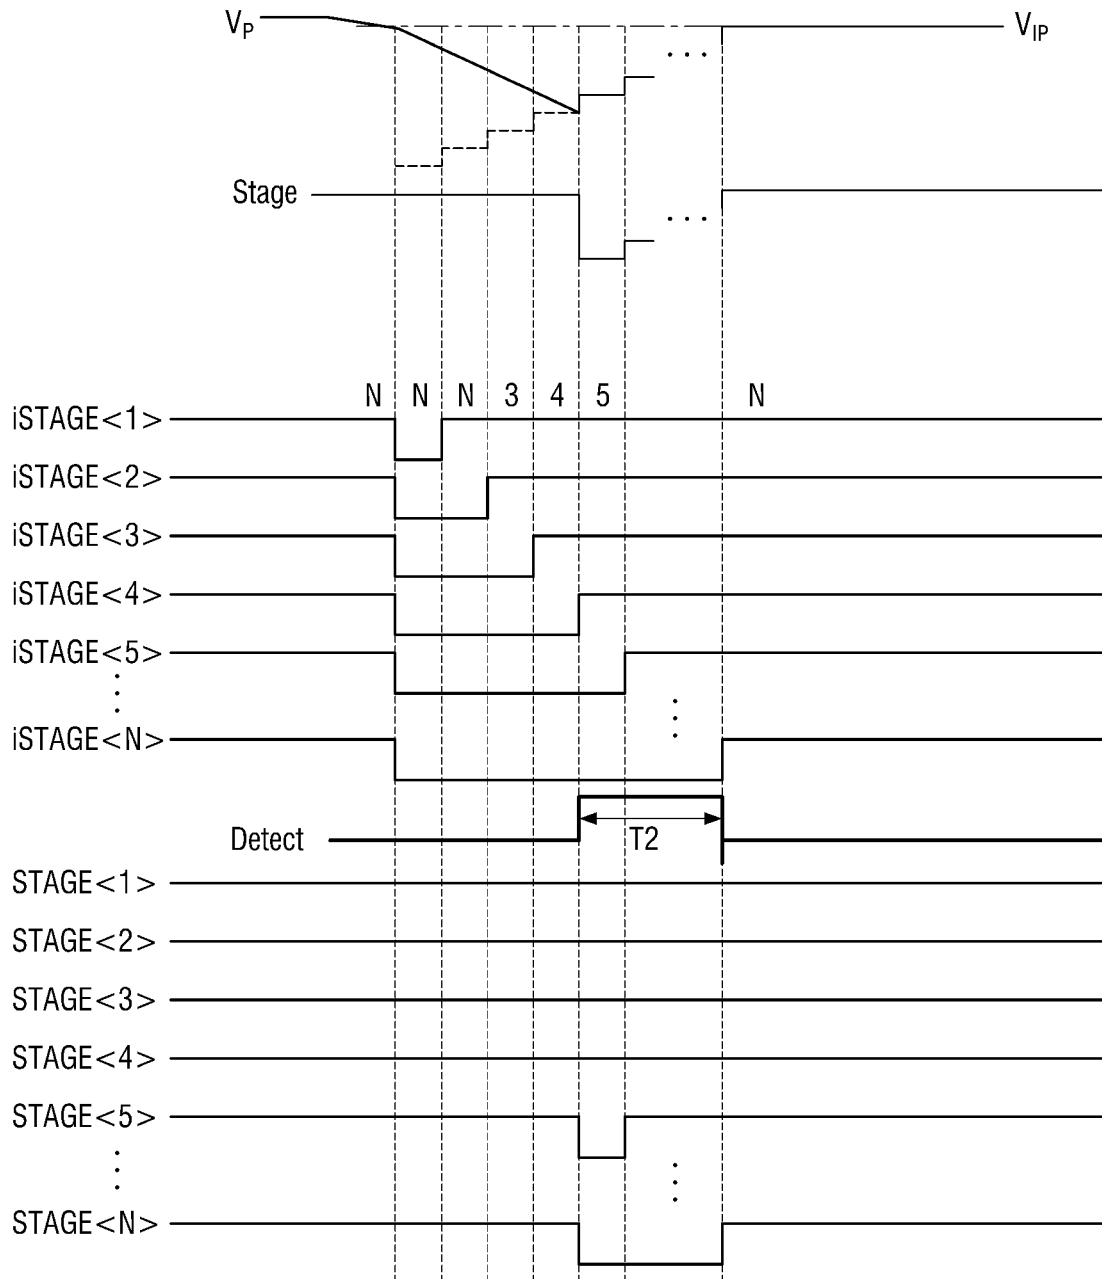 VP
VIP
. . .
Stage
. . .
N N N 3 4 5 N
iSTAGE<1>
iSTAGE<2>
iSTAGE<3>
iSTAGE<4>
iSTAGE<5>
iSTAGE<N>
Detect
T2
STAGE<1>
STAGE<2>
STAGE<3>
STAGE<4>
STAGE<5>
STAGE<N>